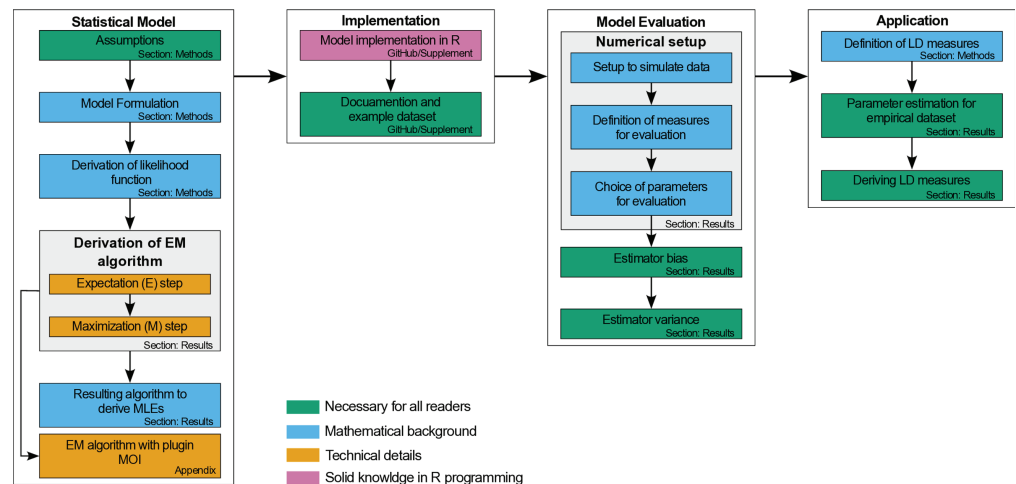 Statistical Model
Assumptions
Section: Methods
Model Formulation
Section: Methods
Derivation of likelihood
function
Section: Methods
Derivation of EM
algorithm
Expectation (E) step
Maximization (M) step
Section: Results
Resulting algorithm to
derive MLEs
Section: Results
EM algorithm with plugin
MOI
Appendix
Implementation
Model implementation in R
GitHub/Supplement
Docuamention and
example dataset
GitHub/Supplement
Model Evaluation
Numerical setup
Setup to simulate data
Definition of measures
for evaluation
Choice of parameters
for evaluation
Section: Results
Estimator bias
Section: Results
Estimator variance
Section: Results
Application
Definition of LD measures
Section: Methods
Parameter estimation for
empirical dataset
Section: Results
Deriving LD measures
Section: Results
Necessary for all readers
Mathematical background
Technical details
Solid knowldge in R programming